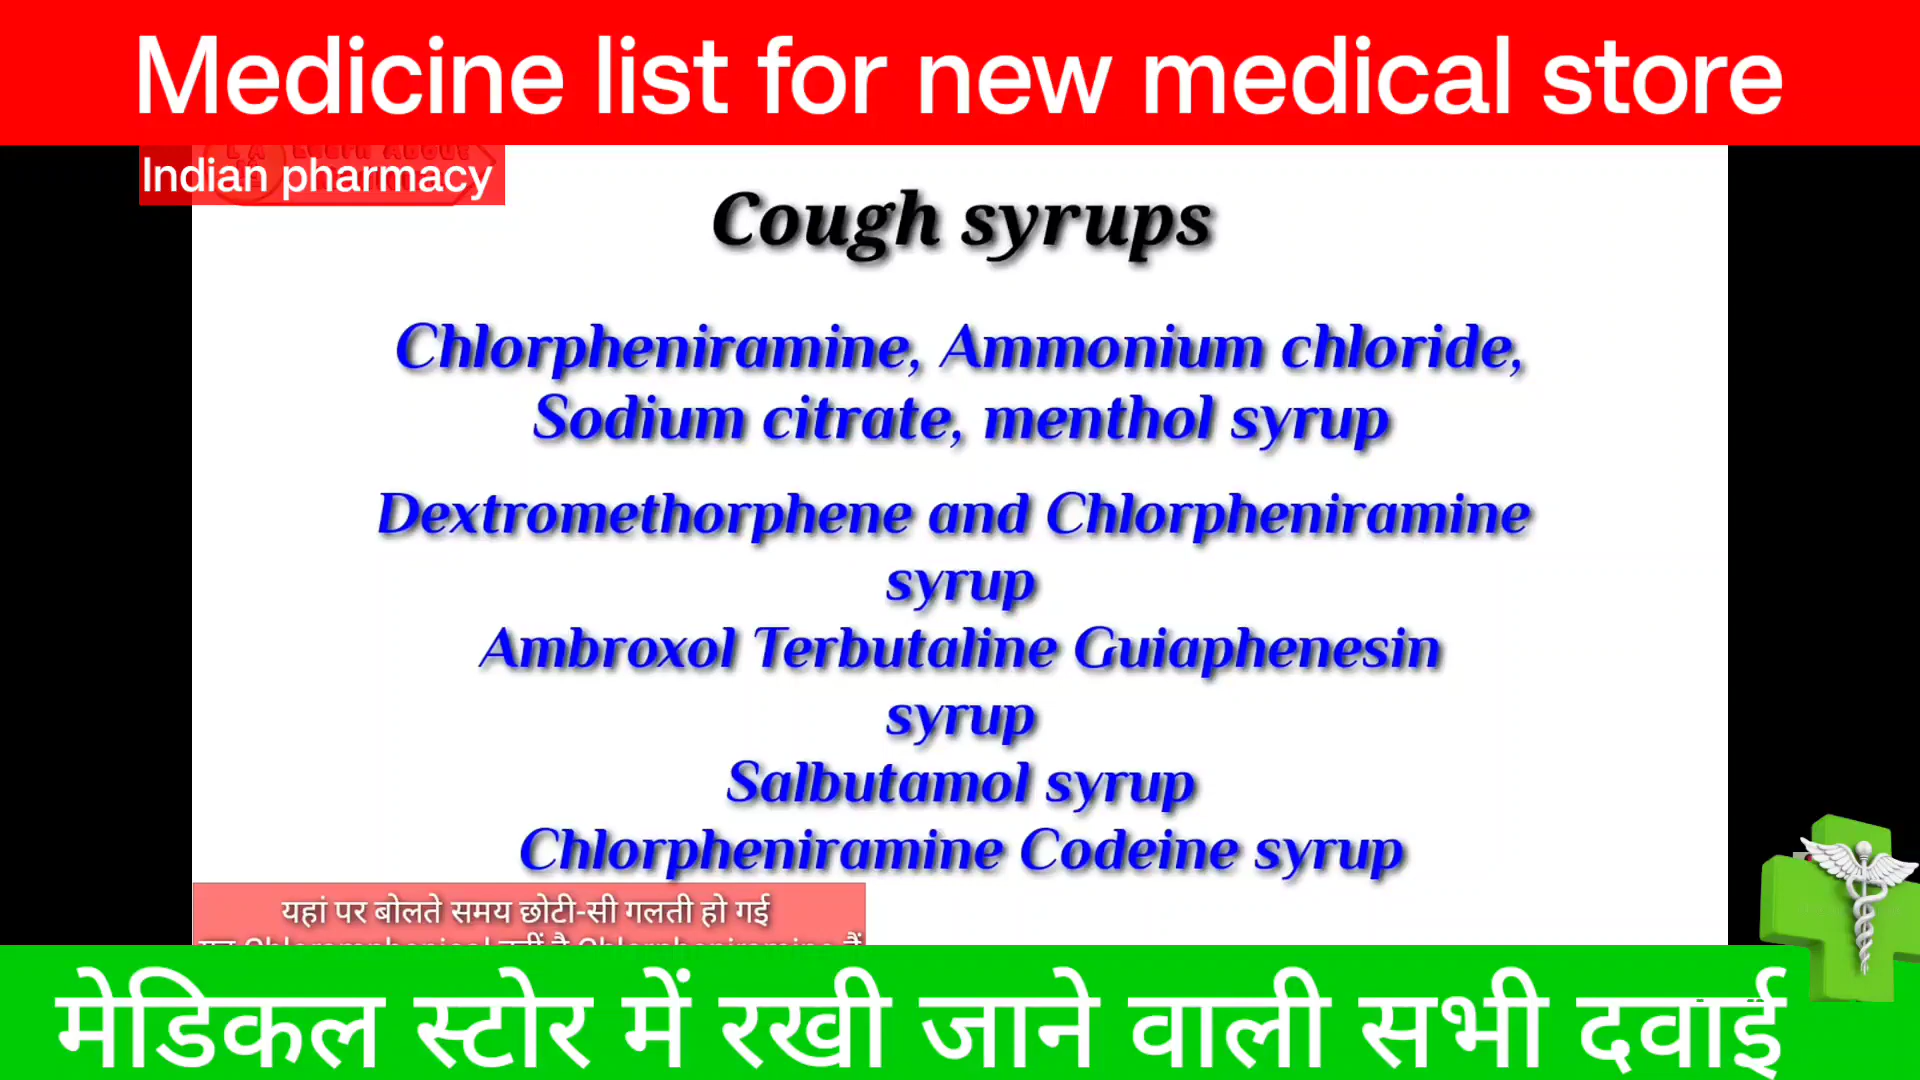 Medicine list for new medical store
Indian pharmacy
Cough syrups
Chlorpheniramine, Ammonium chloride,
Sodium citrate, menthol syrup
Dextromethorphene and Chlorpheniramine
syrup
Ambroxol Terbutaline Guiaphenesin
syrup
Salbutamol syrup
Chlorpheniramine Codeine syrup
यहां पर बोलते समय छोटी-सी गलती हो गई
मेडिकल स्टोर में रखी जाने वाली सभी दवाई